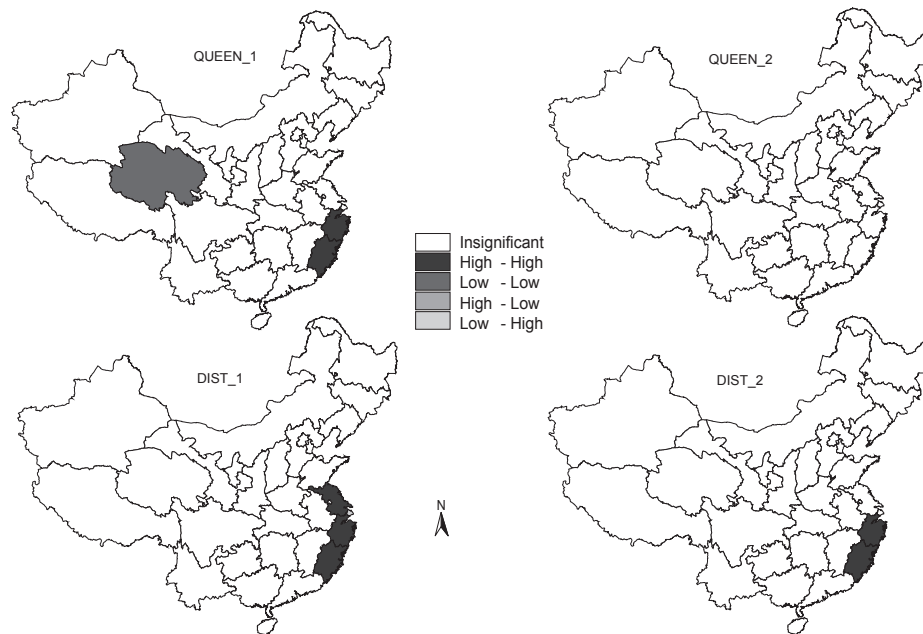 QUEEN_1
QUEEN_2
Insignificant
High - High
Low - Low
High - Low
Low - High
DIST_1
DIST_2
N